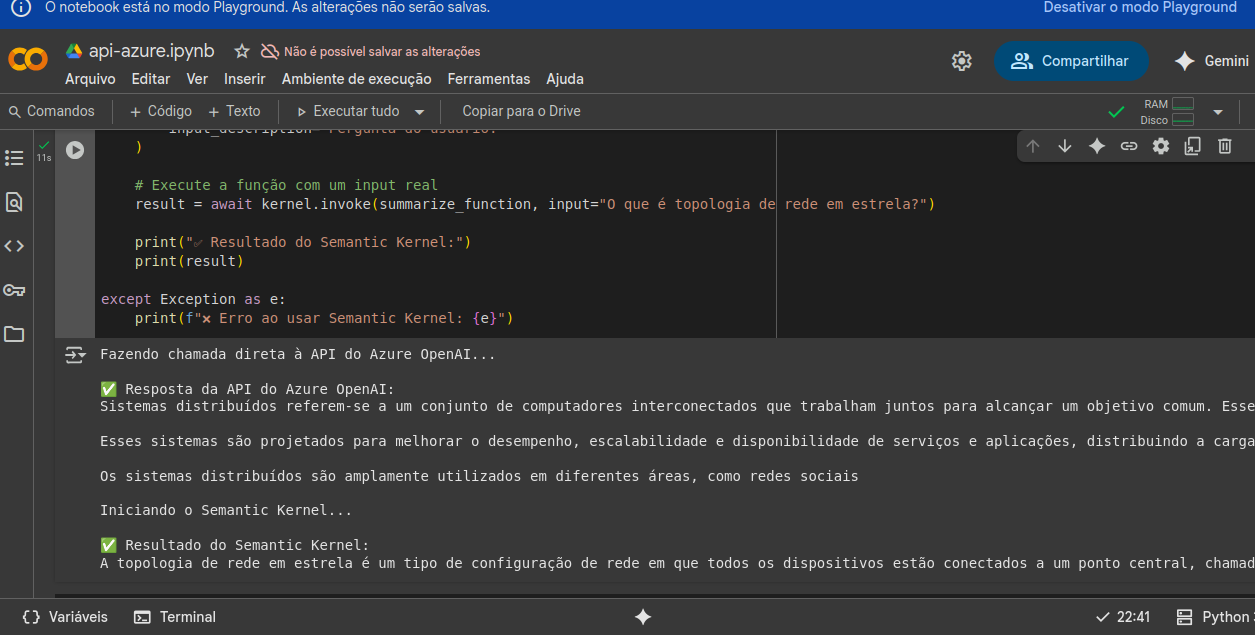 O notebook está no modo Playground. As alterações não serão salvas.
Desativar o modo Playground
api-azure.ipynb
Não é possível salvar as alterações
Arquivo Editar Ver Inserir Ambiente de execução Ferramentas Ajuda
Compartilhar
Gemini
Comandos + Código + Texto Executar tudo Copiar para o Drive
RAM
Disco
11s
)
# Execute a função com um input real
result = await kernel.invoke(summarize_function, input="O que é topologia de rede em estrela?")
print("✅ Resultado do Semantic Kernel:")
print(result)
except Exception as e:
print(f"❌ Erro ao usar Semantic Kernel: {e}")
Fazendo chamada direta à API do Azure OpenAI...
✅ Resposta da API do Azure OpenAI:
Sistemas distribuídos referem-se a um conjunto de computadores interconectados que trabalham juntos para alcançar um objetivo comum. Esse
Esses sistemas são projetados para melhorar o desempenho, escalabilidade e disponibilidade de serviços e aplicações, distribuindo a carga
Os sistemas distribuídos são amplamente utilizados em diferentes áreas, como redes sociais
Iniciando o Semantic Kernel...
✅ Resultado do Semantic Kernel:
A topologia de rede em estrela é um tipo de configuração de rede em que todos os dispositivos estão conectados a um ponto central, chamad
Variáveis Terminal
22:41 Python